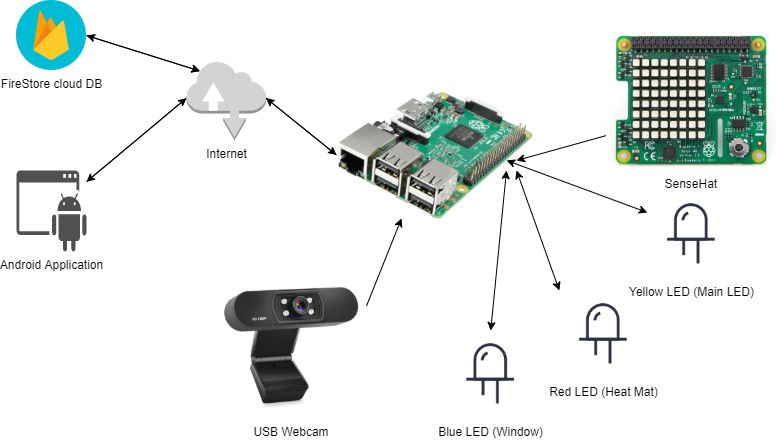 FireStore cloud DB
Internet
Android Application
SenseHat
Yellow LED (Main LED)
Red LED (Heat Mat)
Blue LED (Window)
USB Webcam